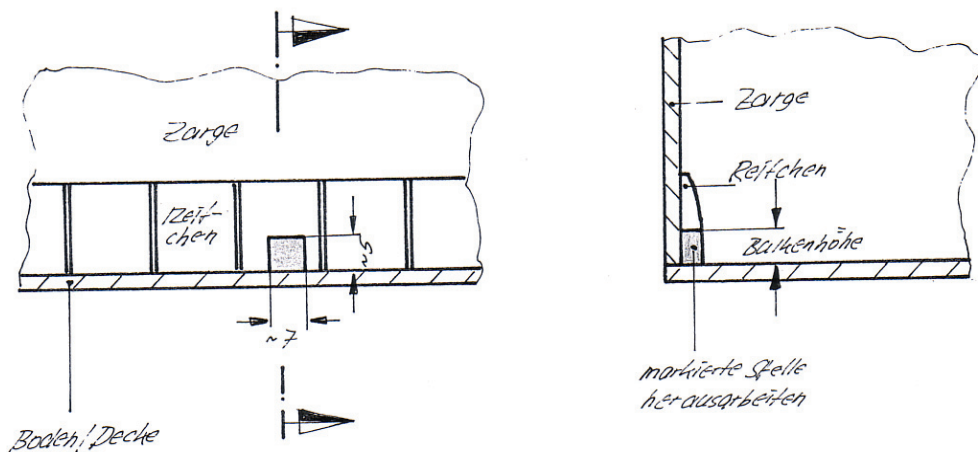 Zarge
Reif-
chen
~5
~7
Boden/Decke
Zarge
Reifchen
Balkenhöhe
markierte Stelle
herausarbeiten